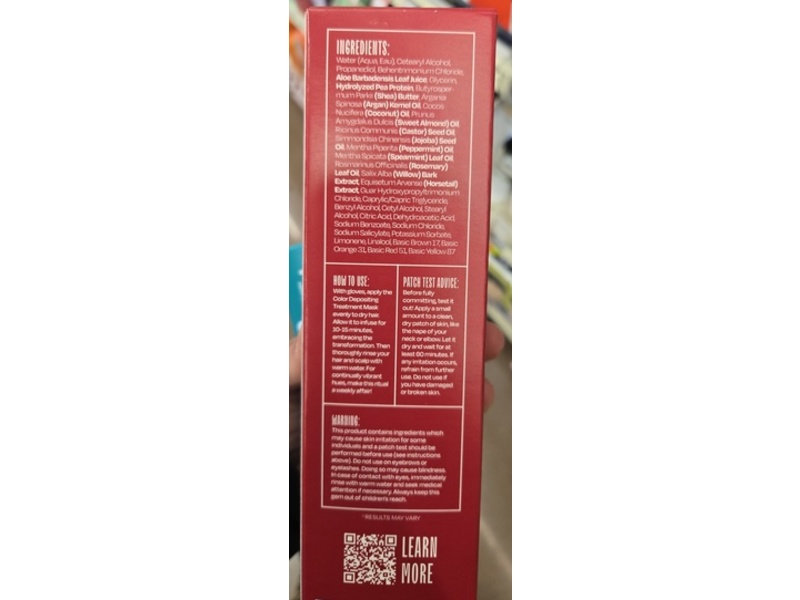 INGREDIENTS:
Water (Aqua, Eau), Cetearyl Alcohol,
Propanediol, Behentrimonium Chloride,
Aloe Barbadensis Leaf Juice, Glycerin,
Hydrolyzed Pea Protein, Butyrosper-
mum Parkii (Shea) Butter, Argania
Spinosa (Argan) Kernel Oil, Cocos
Nucifera (Coconut) Oil, Prunus
Amygdalus Dulcis (Sweet Almond) Oil,
Ricinus Communis (Castor) Seed Oil,
Simmondsia Chinensis (Jojoba) Seed
Oil, Mentha Piperita (Peppermint) Oil,
Mentha Spicata (Spearmint) Leaf Oil,
Rosmarinus Officinalis (Rosemary)
Leaf Oil, Salix Alba (Willow) Bark
Extract, Equisetum Arvense (Horsetail)
Extract, Guar Hydroxypropyltrimonium
Chloride, Caprylic/Capric Triglyceride,
Benzyl Alcohol, Cetyl Alcohol, Stearyl
Alcohol, Citric Acid, Dehydroacetic Acid,
Sodium Benzoate, Sodium Chloride,
Sodium Salicylate, Potassium Sorbate,
Limonene, Linalool, Basic Brown 17, Basic
Orange 31, Basic Red 51, Basic Yellow 87
HOW TO USE:
With gloves, apply the
Color Depositing
Treatment Mask
evenly to dry hair.
Allow it to infuse for
10-15 minutes,
embracing the
transformation. Then
thoroughly rinse your
hair and scalp with
warm water. For
continually vibrant
hues, make this ritual
a weekly affair!
PATCH TEST ADVICE:
Before fully
committing, test it
out! Apply a small
amount to a clean,
dry patch of skin, like
the nape of your
neck or elbow. Let it
dry and wait for at
least 60 minutes. If
any irritation occurs,
refrain from further
use. Do not use if
you have damaged
or broken skin.
WARNING:
This product contains ingredients which
may cause skin irritation for some
individuals and a patch test should be
performed before use (see instructions
above). Do not use on eyebrows or
eyelashes. Doing so may cause blindness.
In case of contact with eyes, immediately
rinse with warm water and seek medical
attention if necessary. Always keep this
gem out of children's reach.
*RESULTS MAY VARY
LEARN
MORE